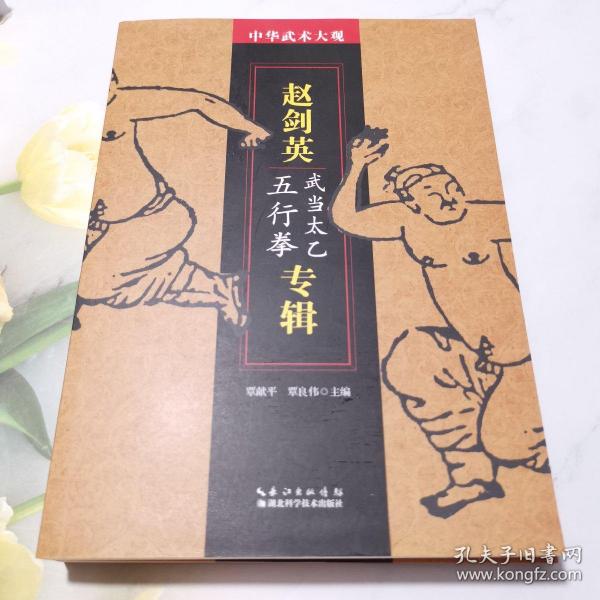 中华武术大观
赵剑英
武当太乙
五行拳
专辑
覃献平 覃良伟◎主编
长江出版传媒
湖北科学技术出版社
孔夫子旧书网
www.kongfz.com